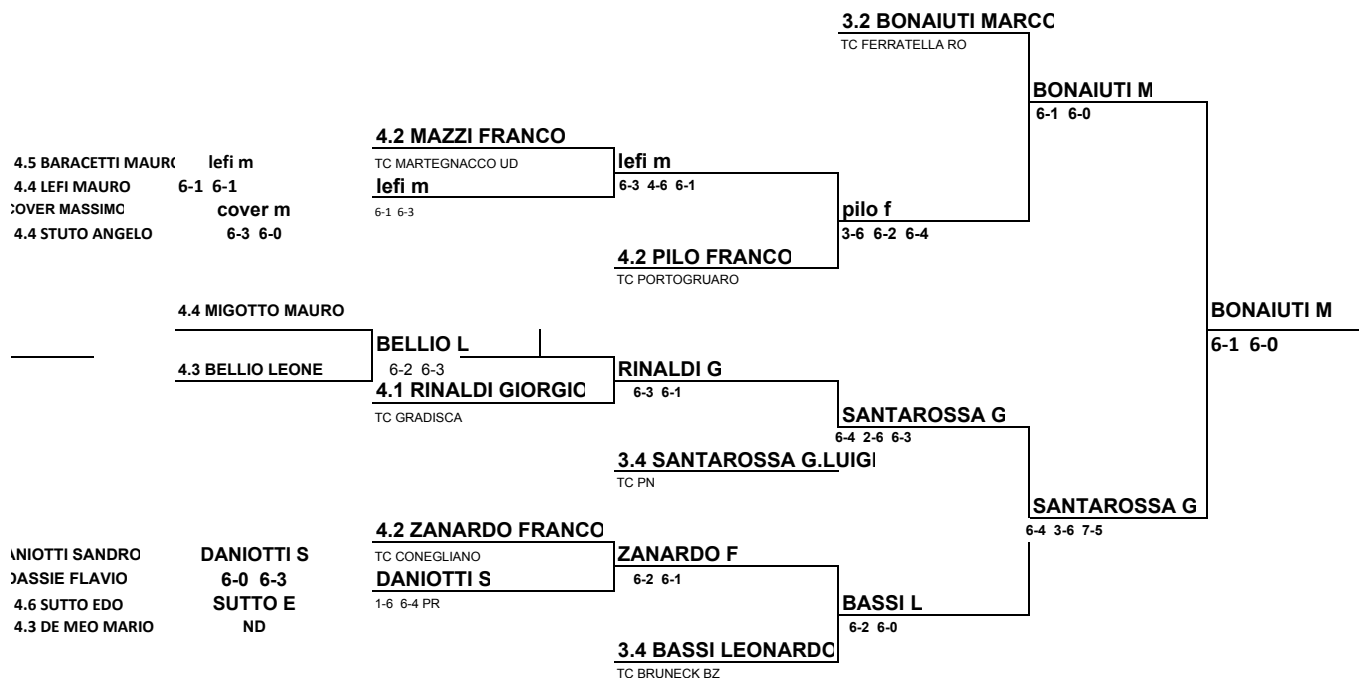 3.2 BONAIUTI MARCO
TC FERRATELLA RO
BONAIUTI M
6-1 6-0
4.2 MAZZI FRANCO
4.5 BARACETTI MAURO lefi m
TC MARTEGNACCO UD
lefi m
4.4 LEFI MAURO 6-1 6-1
lefi m
6-3 4-6 6-1
COVER MASSIMO cover m
6-1 6-3
pilo f
4.4 STUTO ANGELO 6-3 6-0
3-6 6-2 6-4
4.2 PILO FRANCO
TC PORTOGRUARO
4.4 MIGOTTO MAURO
BONAIUTI M
6-1 6-0
BELLIO L
4.3 BELLIO LEONE
6-2 6-3
RINALDI G
4.1 RINALDI GIORGIO
6-3 6-1
TC GRADISCA
SANTAROSSA G
6-4 2-6 6-3
3.4 SANTAROSSA G.LUIGI
TC PN
SANTAROSSA G
6-4 3-6 7-5
4.2 ZANARDO FRANCO
ANIOTTI SANDRO DANIOTTI S
TC CONEGLIANO
ZANARDO F
DASSIE FLAVIO 6-0 6-3
DANIOTTI S
6-2 6-1
4.6 SUTTO EDO SUTTO E
1-6 6-4 PR
BASSI L
4.3 DE MEO MARIO ND
6-2 6-0
3.4 BASSI LEONARDO
TC BRUNECK BZ